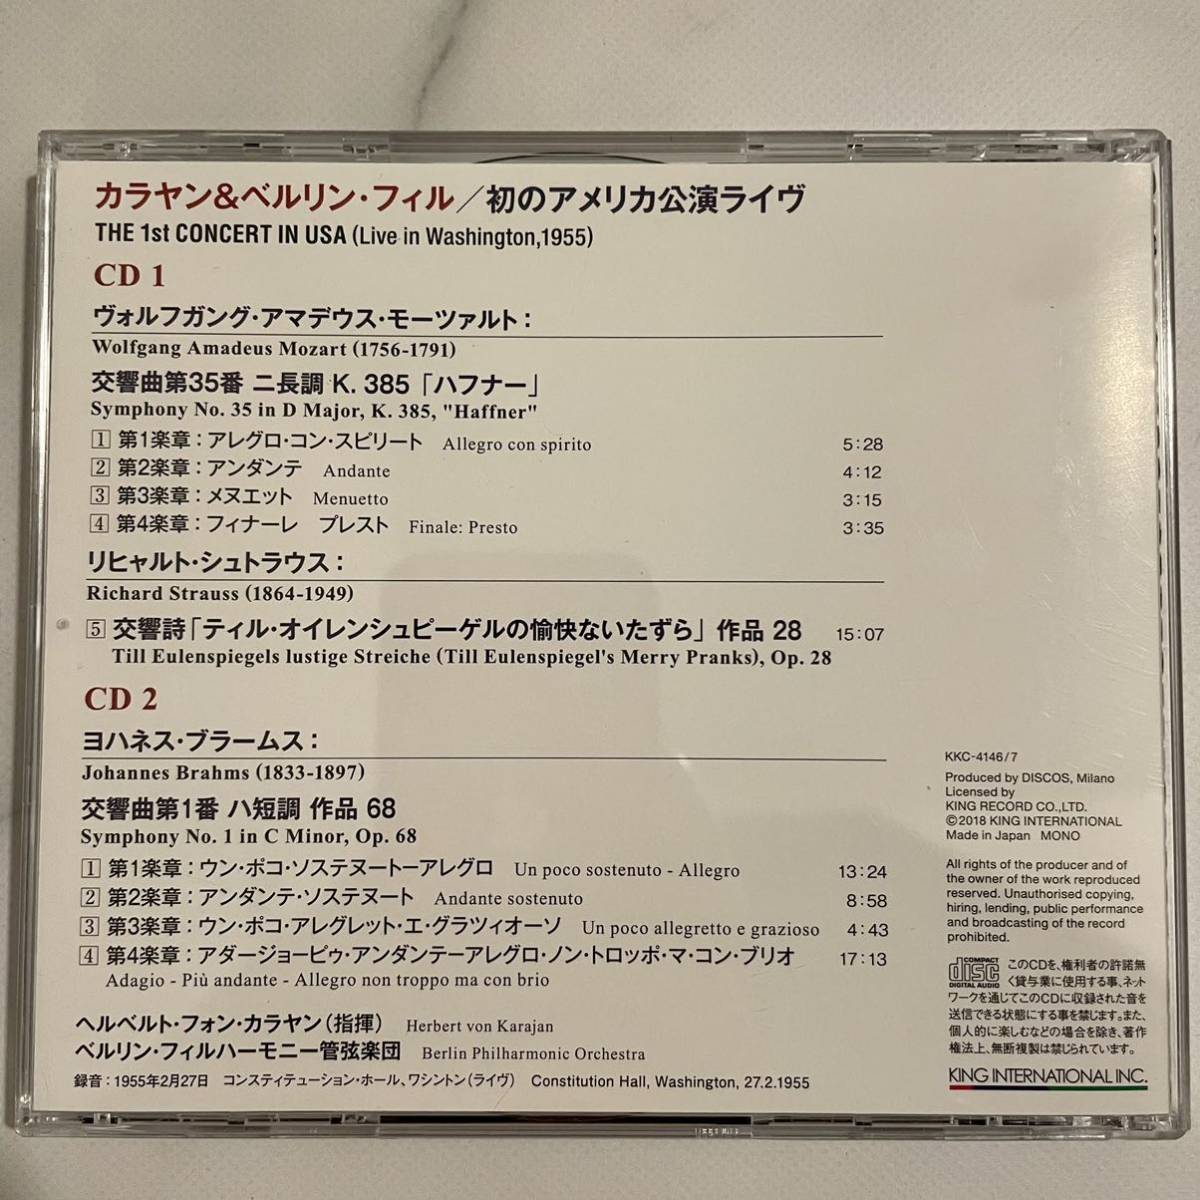 カラヤン&ベルリン・フィル／初のアメリカ公演ライヴ
THE 1st CONCERT IN USA (Live in Washington,1955)
CD 1
ヴォルフガング・アマデウス・モーツァルト：
Wolfgang Amadeus Mozart (1756-1791)
交響曲第35番 ニ長調 K. 385「ハフナー」
Symphony No. 35 in D Major, K. 385, "Haffner"
1 第1楽章：アレグロ・コン・スピリート Allegro con spirito 5:28
2 第2楽章：アンダンテ Andante 4:12
3 第3楽章：メヌエット Menuetto 3:15
4 第4楽章：フィナーレ プレスト Finale: Presto 3:35
リヒャルト・シュトラウス：
Richard Strauss (1864-1949)
5 交響詩「ティル・オイレンシュピーゲルの愉快ないたずら」作品 28 15:07
Till Eulenspiegels lustige Streiche (Till Eulenspiegel's Merry Pranks), Op. 28
CD 2
ヨハネス・ブラームス：
Johannes Brahms (1833-1897)
交響曲第1番 ハ短調 作品 68
Symphony No. 1 in C Minor, Op. 68
1 第1楽章：ウン・ポコ・ソステヌートーアレグロ Un poco sostenuto - Allegro 13:24
2 第2楽章：アンダンテ・ソステヌート Andante sostenuto 8:58
3 第3楽章：ウン・ポコ・アレグレット・エ・グラツィオーソ Un poco allegretto e grazioso 4:43
4 第4楽章：アダージョーピゥ・アンダンテーアレグロ・ノン・トロッポ・マ・コン・ブリオ 17:13
Adagio - Più andante - Allegro non troppo ma con brio
ヘルベルト・フォン・カラヤン（指揮） Herbert von Karajan
ベルリン・フィルハーモニー管弦楽団 Berlin Philharmonic Orchestra
録音：1955年2月27日 コンスティテューション・ホール、ワシントン（ライヴ） Constitution Hall, Washington, 27.2.1955
KKC-4146/7
Produced by DISCOS, Milano
Licensed by
KING RECORD CO.,LTD.
©2018 KING INTERNATIONAL
Made in Japan MONO
All rights of the producer and of
the owner of the work reproduced
reserved. Unauthorised copying,
hiring, lending, public performance
and broadcasting of the record
prohibited.
COMPACT
disc
DIGITAL AUDIO
このCDを、権利者の許諾無
く賃貸業に使用する事、ネット
ワークを通じてこのCDに収録された音を
送信できる状態にする事を禁じます。また、
個人的に楽しむなどの場合を除き、著作
権法上、無断複製は禁じられています。
KING INTERNATIONAL INC.